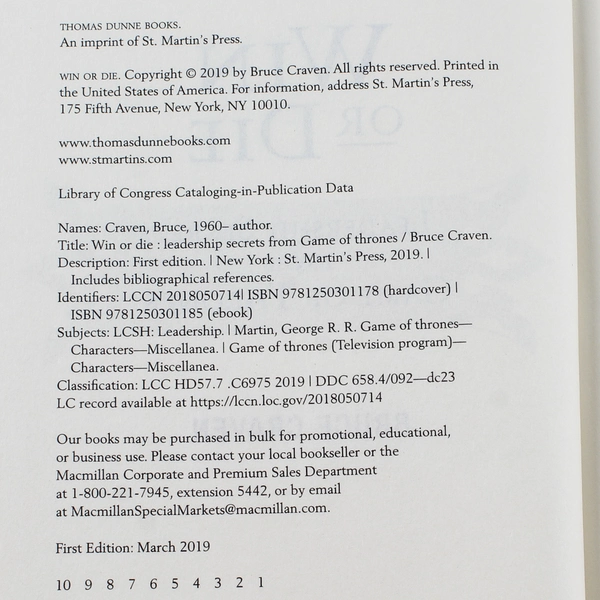 THOMAS DUNNE BOOKS.
An imprint of St. Martin's Press.
WIN OR DIE. Copyright © 2019 by Bruce Craven. All rights reserved. Printed in
the United States of America. For information, address St. Martin's Press,
175 Fifth Avenue, New York, NY 10010.
www.thomasdunnebooks.com
www.stmartins.com
Library of Congress Cataloging-in-Publication Data
Names: Craven, Bruce, 1960– author.
Title: Win or die : leadership secrets from Game of thrones / Bruce Craven.
Description: First edition. | New York : St. Martin's Press, 2019. |
Includes bibliographical references.
Identifiers: LCCN 2018050714| ISBN 9781250301178 (hardcover) |
ISBN 9781250301185 (ebook)
Subjects: LCSH: Leadership. | Martin, George R. R. Game of thrones—
Characters—Miscellanea. | Game of thrones (Television program)—
Characters—Miscellanea.
Classification: LCC HD57.7 .C6975 2019 | DDC 658.4/092—dc23
LC record available at https://lccn.loc.gov/2018050714
Our books may be purchased in bulk for promotional, educational,
or business use. Please contact your local bookseller or the
Macmillan Corporate and Premium Sales Department
at 1-800-221-7945, extension 5442, or by email
at MacmillanSpecialMarkets@macmillan.com.
First Edition: March 2019
10 9 8 7 6 5 4 3 2 1